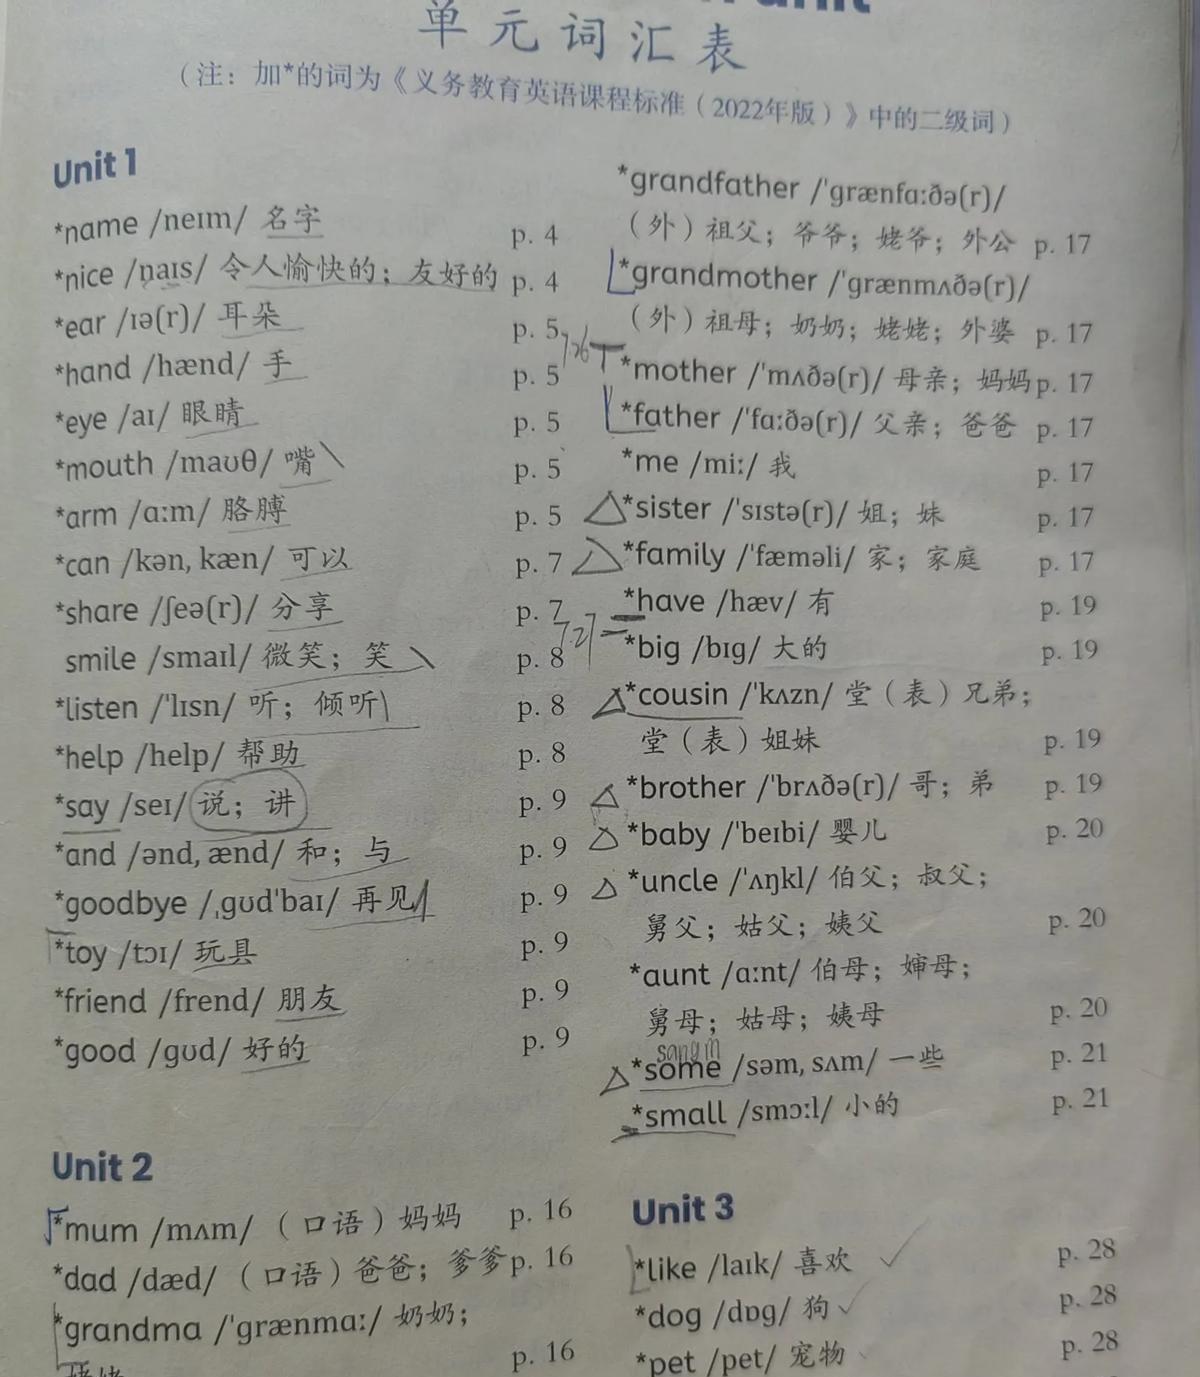 单元词汇表
（注：加*的词为《义务教育英语课程标准（2022年版）》中的二级词）
Unit 1
*name /neɪm/ 名字 p. 4
*nice /naɪs/ 令人愉快的；友好的 p. 4
*ear /ɪə(r)/ 耳朵 p. 5
*hand /hænd/ 手 p. 5
*eye /aɪ/ 眼睛 p. 5
*mouth /maʊθ/ 嘴 p. 5
*arm /ɑːm/ 胳膊 p. 5
*can /kən, kæn/ 可以 p. 7
*share /ʃeə(r)/ 分享 p. 7
smile /smaɪl/ 微笑；笑 p. 8
*listen /ˈlɪsn/ 听；倾听 p. 8
*help /help/ 帮助 p. 8
*say /seɪ/ 说；讲 p. 9
*and /ənd, ænd/ 和；与 p. 9
*goodbye /ˌɡʊdˈbaɪ/ 再见 p. 9
*toy /tɔɪ/ 玩具 p. 9
*friend /frend/ 朋友 p. 9
*good /ɡʊd/ 好的 p. 9
Unit 2
*mum /mʌm/ （口语）妈妈 p. 16
*dad /dæd/ （口语）爸爸；爹爹 p. 16
*grandma /ˈɡrænmɑː/ 奶奶；
姥姥 p. 16
*grandfather /ˈɡrænfɑːðə(r)/
（外）祖父；爷爷；姥爷；外公 p. 17
*grandmother /ˈɡrænmʌðə(r)/
（外）祖母；奶奶；姥姥；外婆 p. 17
7.26
*mother /ˈmʌðə(r)/ 母亲；妈妈 p. 17
*father /ˈfɑːðə(r)/ 父亲；爸爸 p. 17
*me /miː/ 我 p. 17
*sister /ˈsɪstə(r)/ 姐；妹 p. 17
*family /ˈfæməli/ 家；家庭 p. 17
*have /hæv/ 有 p. 19
7.27
*big /bɪɡ/ 大的 p. 19
*cousin /ˈkʌzn/ 堂（表）兄弟；
堂（表）姐妹 p. 19
*brother /ˈbrʌðə(r)/ 哥；弟 p. 19
*baby /ˈbeɪbi/ 婴儿 p. 20
*uncle /ˈʌŋkl/ 伯父；叔父；
舅父；姑父；姨父 p. 20
*aunt /ɑːnt/ 伯母；婶母；
舅母；姑母；姨母 p. 20
*some /səm, sʌm/ 一些 p. 21
*small /smɔːl/ 小的 p. 21
Unit 3
*like /laɪk/ 喜欢 p. 28
*dog /dɒɡ/ 狗 p. 28
*pet /pet/ 宠物 p. 28